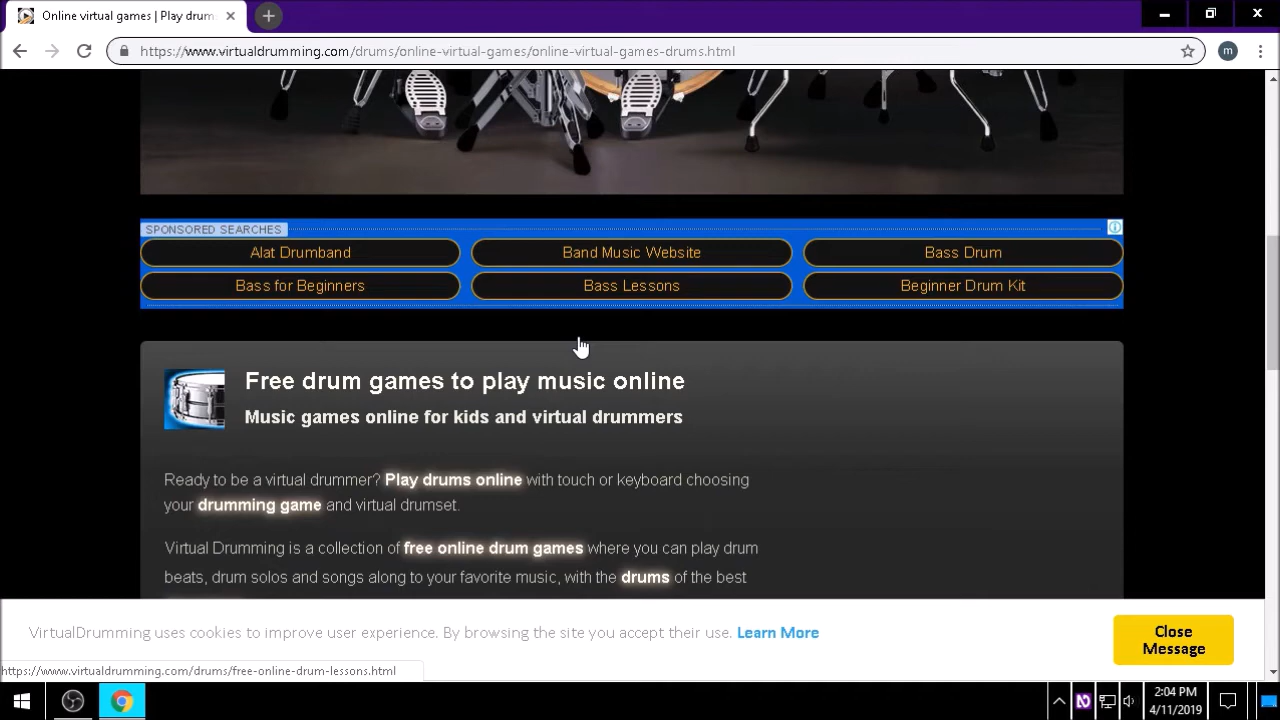 Online virtual games | Play drum
https://www.virtualdrumming.com/drums/online-virtual-games/online-virtual-games-drums.html
m
SPONSORED SEARCHES
Alat Drumband
Band Music Website
Bass Drum
Bass for Beginners
Bass Lessons
Beginner Drum Kit
Free drum games to play music online
Music games online for kids and virtual drummers
Ready to be a virtual drummer? Play drums online with touch or keyboard choosing
your drumming game and virtual drumset.
Virtual Drumming is a collection of free online drum games where you can play drum
beats, drum solos and songs along to your favorite music, with the drums of the best
VirtualDrumming uses cookies to improve user experience. By browsing the site you accept their use. Learn More
Close
Message
https://www.virtualdrumming.com/drums/free-online-drum-lessons.html
2:04 PM
4/11/2019